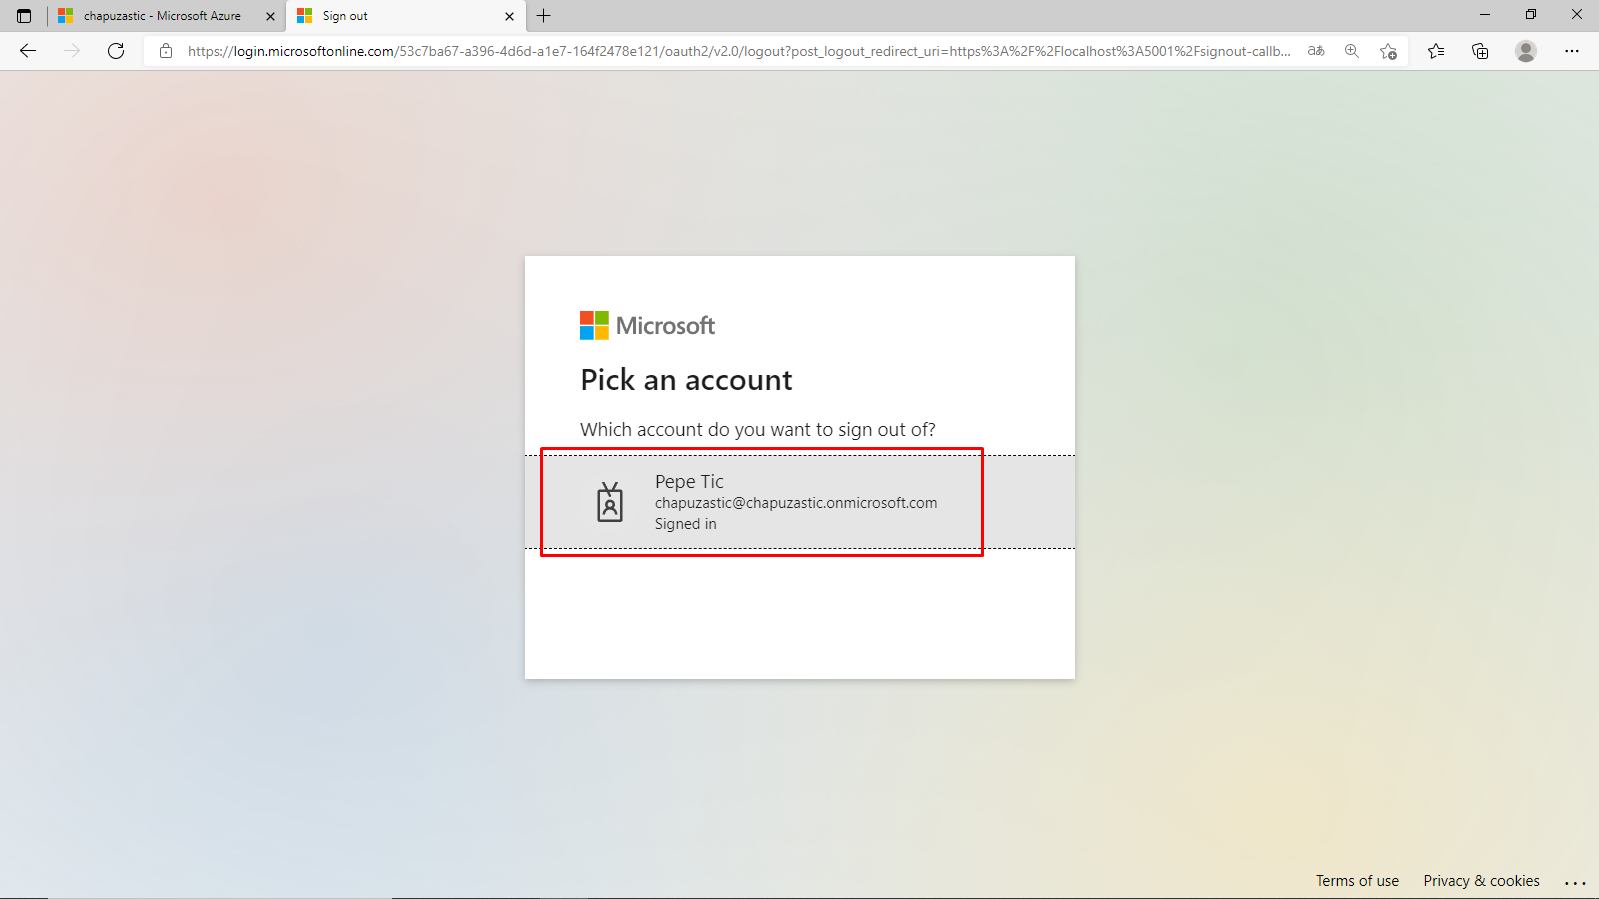 chapuzastic - Microsoft Azure
Sign out
https://login.microsoftonline.com/53c7ba67-a396-4d6d-a1e7-164f2478e121/oauth2/v2.0/logout?post_logout_redirect_uri=https%3A%2F%2Flocalhost%3A5001%2Fsignout-callb...
aあ
Microsoft
Pick an account
Which account do you want to sign out of?
Pepe Tic
chapuzastic@chapuzastic.onmicrosoft.com
Signed in
Terms of use
Privacy & cookies